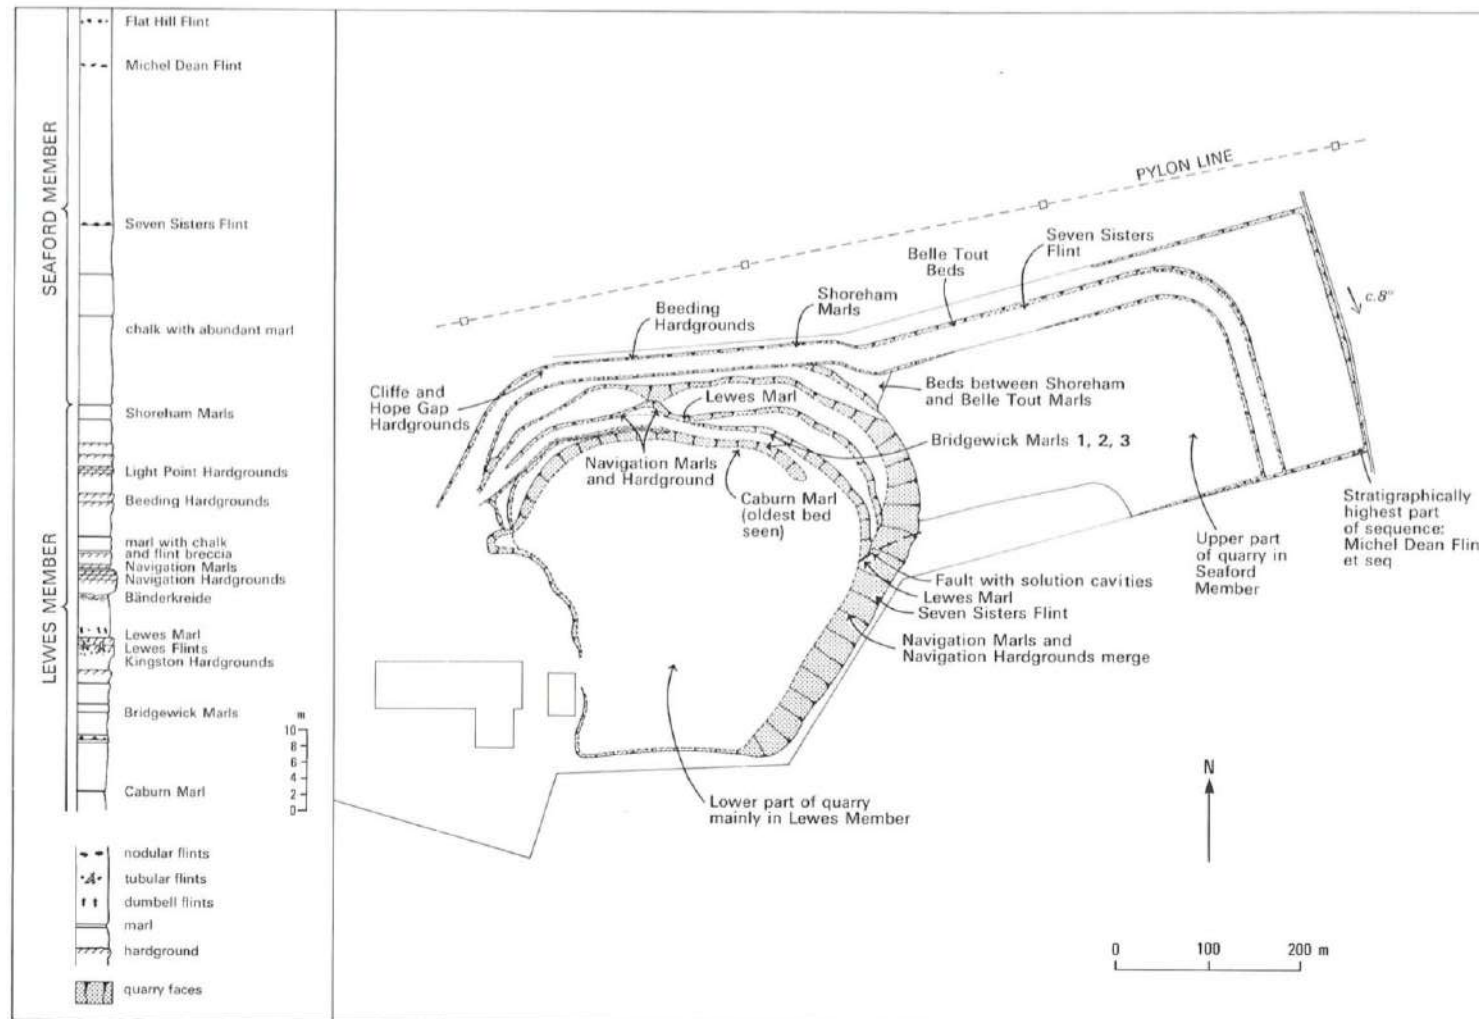 Flat Hill Flint
Michel Dean Flint
SEAFORD MEMBER
Seven Sisters Flint
chalk with abundant marl
Shoreham Marls
Light Point Hardgrounds
Beeding Hardgrounds
marl with chalk
and flint breccia
Navigation Marls
Navigation Hardgrounds
Bänderkreide
LEWES MEMBER
Lewes Marl
Lewes Flints
Kingston Hardgrounds
Bridgewick Marls
Caburn Marl
m
10
8
6
4
2
0
nodular flints
tubular flints
dumbell flints
marl
hardground
quarry faces
PYLON LINE
Seven Sisters
Flint
Belle Tout
Beds
Shoreham
Marls
Beeding
Hardgrounds
c.8°
Cliffe and
Hope Gap
Hardgrounds
Lewes Marl
Beds between Shoreham
and Belle Tout Marls
Bridgewick Marls 1, 2, 3
Navigation Marls
and Hardground
Caburn Marl
(oldest bed
seen)
Stratigraphically
highest part
of sequence:
Michel Dean Flin
et seq
Upper part
of quarry in
Seaford
Member
Fault with solution cavities
Lewes Marl
Seven Sisters Flint
Navigation Marls and
Navigation Hardgrounds merge
Lower part of quarry
mainly in Lewes Member
N
0 100 200 m